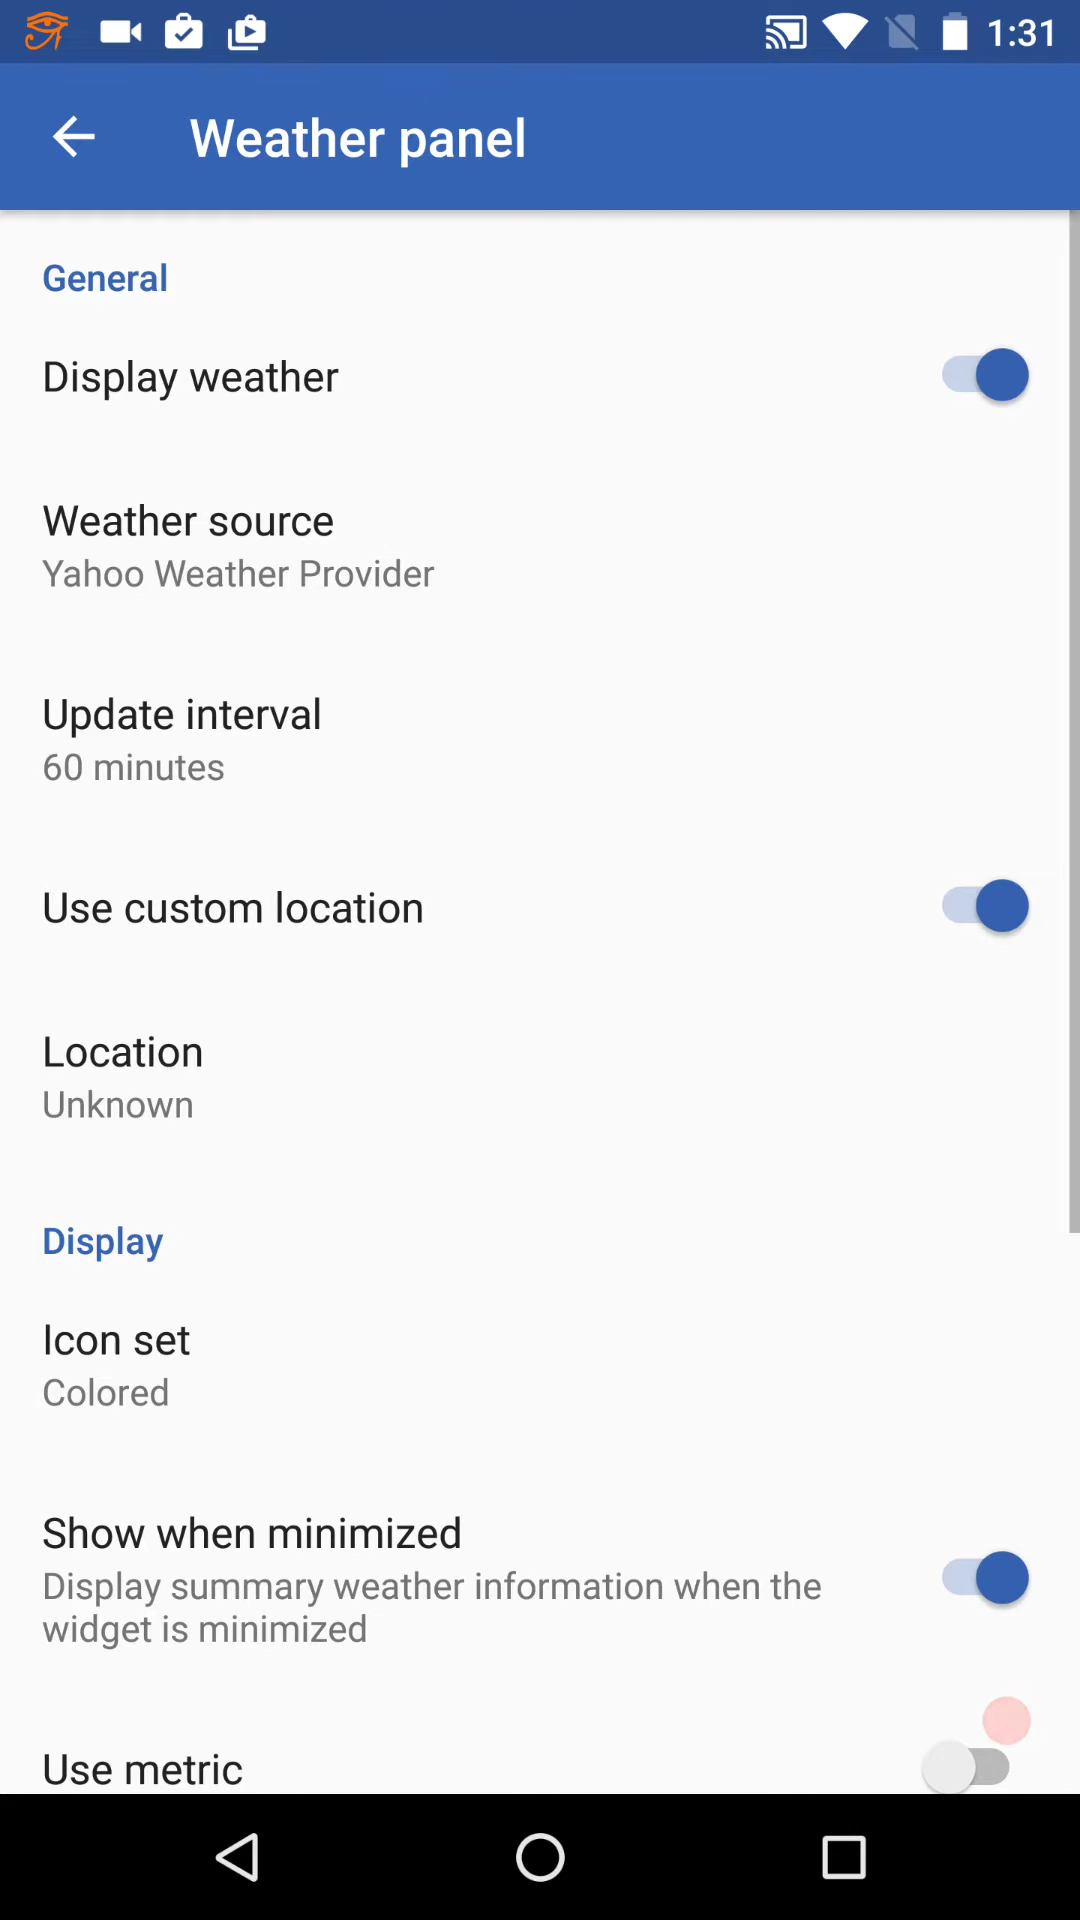 1:31
Weather panel
General
Display weather
Weather source
Yahoo Weather Provider
Update interval
60 minutes
Use custom location
Location
Unknown
Display
Icon set
Colored
Show when minimized
Display summary weather information when the
widget is minimized
Use metric